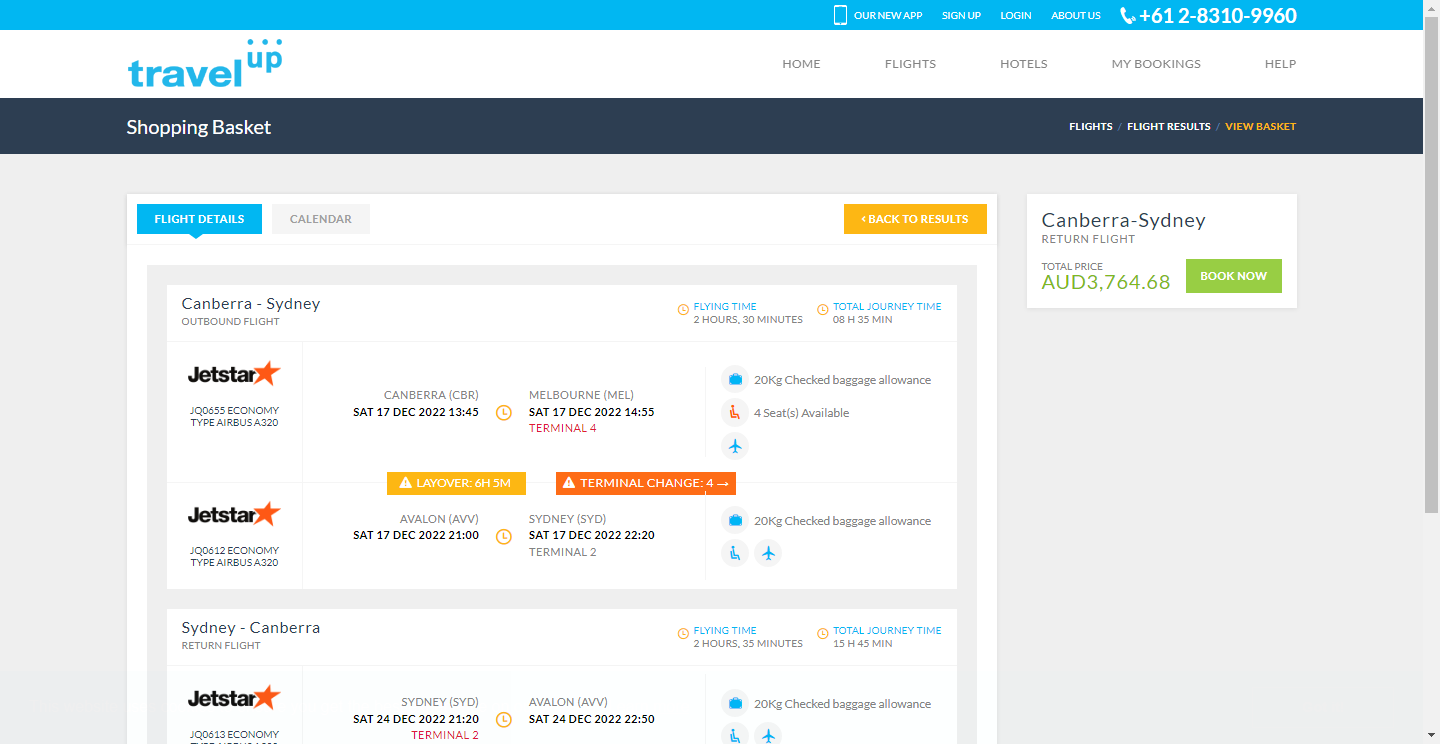 OUR NEW APP SIGN UP LOGIN ABOUT US +61 2-8310-9960
travel up
HOME FLIGHTS HOTELS MY BOOKINGS HELP
Shopping Basket
FLIGHTS / FLIGHT RESULTS / VIEW BASKET
FLIGHT DETAILS CALENDAR
‹ BACK TO RESULTS
Canberra-Sydney
RETURN FLIGHT
TOTAL PRICE
AUD3,764.68
BOOK NOW
Canberra - Sydney
OUTBOUND FLIGHT
FLYING TIME
2 HOURS, 30 MINUTES
TOTAL JOURNEY TIME
08 H 35 MIN
Jetstar
JQ0655 ECONOMY
TYPE AIRBUS A320
CANBERRA (CBR)
SAT 17 DEC 2022 13:45
MELBOURNE (MEL)
SAT 17 DEC 2022 14:55
TERMINAL 4
20Kg Checked baggage allowance
4 Seat(s) Available
LAYOVER: 6H 5M
TERMINAL CHANGE: 4 →
Jetstar
JQ0612 ECONOMY
TYPE AIRBUS A320
AVALON (AVV)
SAT 17 DEC 2022 21:00
SYDNEY (SYD)
SAT 17 DEC 2022 22:20
TERMINAL 2
20Kg Checked baggage allowance
Sydney - Canberra
RETURN FLIGHT
FLYING TIME
2 HOURS, 35 MINUTES
TOTAL JOURNEY TIME
15 H 45 MIN
Jetstar
JQ0613 ECONOMY
SYDNEY (SYD)
SAT 24 DEC 2022 21:20
TERMINAL 2
AVALON (AVV)
SAT 24 DEC 2022 22:50
20Kg Checked baggage allowance